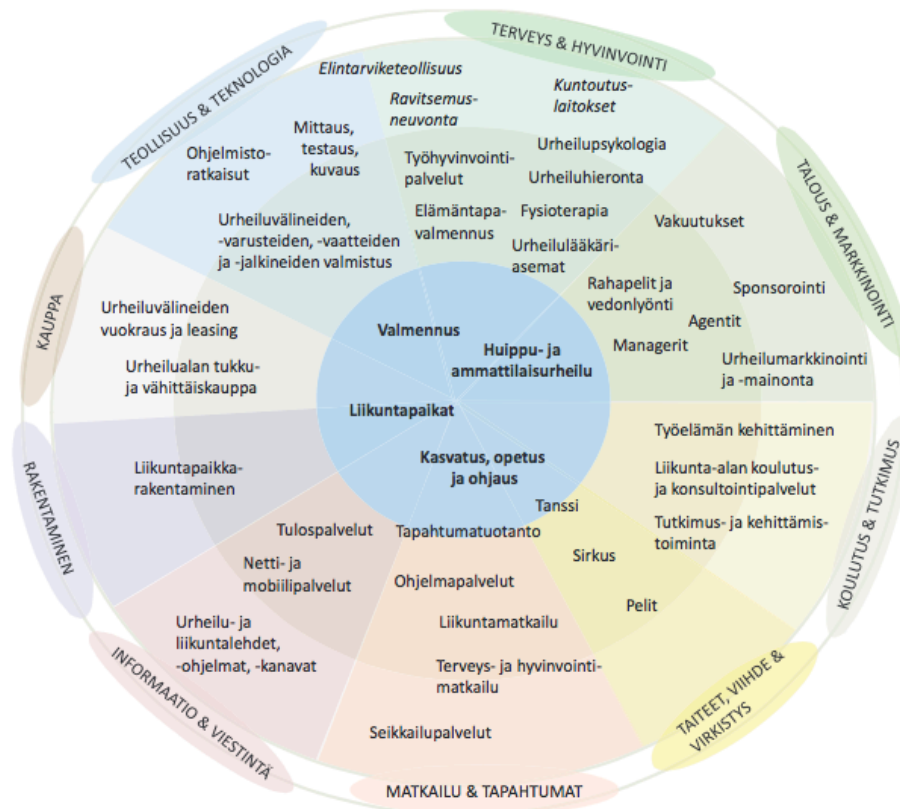 TERVEYS & HYVINVOINTI
TEOLLISUUS & TEKNOLOGIA
Elintarviketeollisuus
Ravitsemus-
neuvonta
Kuntoutus-
laitokset
Mittaus,
testaus,
kuvaus
Ohjelmisto-
ratkaisut
Työhyvinvointi-
palvelut
Urheilupsykologia
Urheiluhieronta
Elämäntapa-
valmennus
Fysioterapia
Urheilulääkäri-
asemat
Urheiluvälineiden,
-varusteiden, -vaatteiden
ja -jalkineiden valmistus
TALOUS & MARKKINOINTI
Vakuutukset
Rahapelit ja
vedonlyönti
Sponsorointi
Agentit
Managerit
Urheilumarkkinointi
ja -mainonta
KAUPPA
Urheiluvälineiden
vuokraus ja leasing
Urheilualan tukku-
ja vähittäiskauppa
Valmennus
Huippu- ja
ammattilaisurheilu
Liikuntapaikat
Kasvatus, opetus
ja ohjaus
KOULUTUS & TUTKIMUS
Työelämän kehittäminen
Liikunta-alan koulutus-
ja konsultointipalvelut
Tutkimus- ja kehittämis-
toiminta
RAKENTAMINEN
Liikuntapaikka-
rakentaminen
Tanssi
Sirkus
Pelit
TAITEET, VIIHDE &
VIRKISTYS
Tulospalvelut
Netti- ja
mobiilipalvelut
Urheilu- ja
liikuntalehdet,
-ohjelmat, -kanavat
INFORMAATIO & VIESTINTÄ
Tapahtumatuotanto
Ohjelmapalvelut
Liikuntamatkailu
Terveys- ja hyvinvointi-
matkailu
Seikkailupalvelut
MATKAILU & TAPAHTUMAT